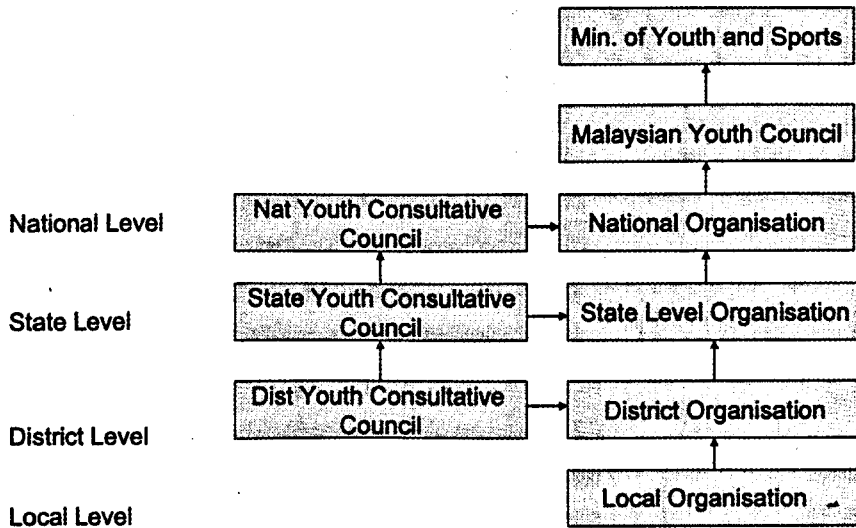 Min. of Youth and Sports
Malaysian Youth Council
National Level
Nat Youth Consultative
Council
National Organisation
State Level
State Youth Consultative
Council
State Level Organisation
District Level
Dist Youth Consultative
Council
District Organisation
Local Level
Local Organisation